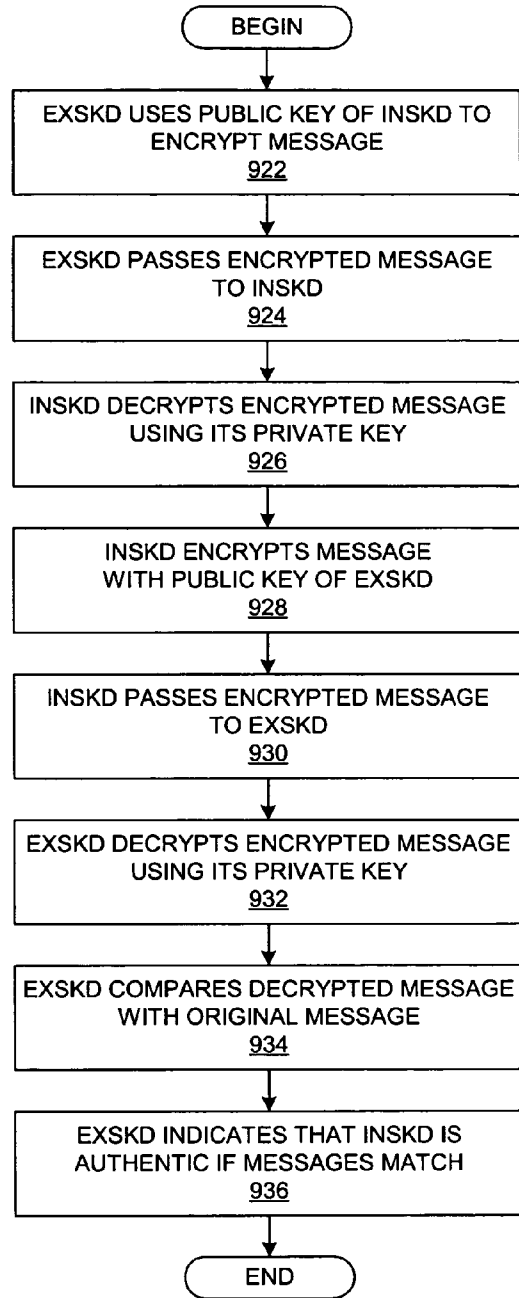 BEGIN
EXSKD USES PUBLIC KEY OF INSKD TO
ENCRYPT MESSAGE
922
EXSKD PASSES ENCRYPTED MESSAGE
TO INSKD
924
INSKD DECRYPTS ENCRYPTED MESSAGE
USING ITS PRIVATE KEY
926
INSKD ENCRYPTS MESSAGE
WITH PUBLIC KEY OF EXSKD
928
INSKD PASSES ENCRYPTED MESSAGE
TO EXSKD
930
EXSKD DECRYPTS ENCRYPTED MESSAGE
USING ITS PRIVATE KEY
932
EXSKD COMPARES DECRYPTED MESSAGE
WITH ORIGINAL MESSAGE
934
EXSKD INDICATES THAT INSKD IS
AUTHENTIC IF MESSAGES MATCH
936
END